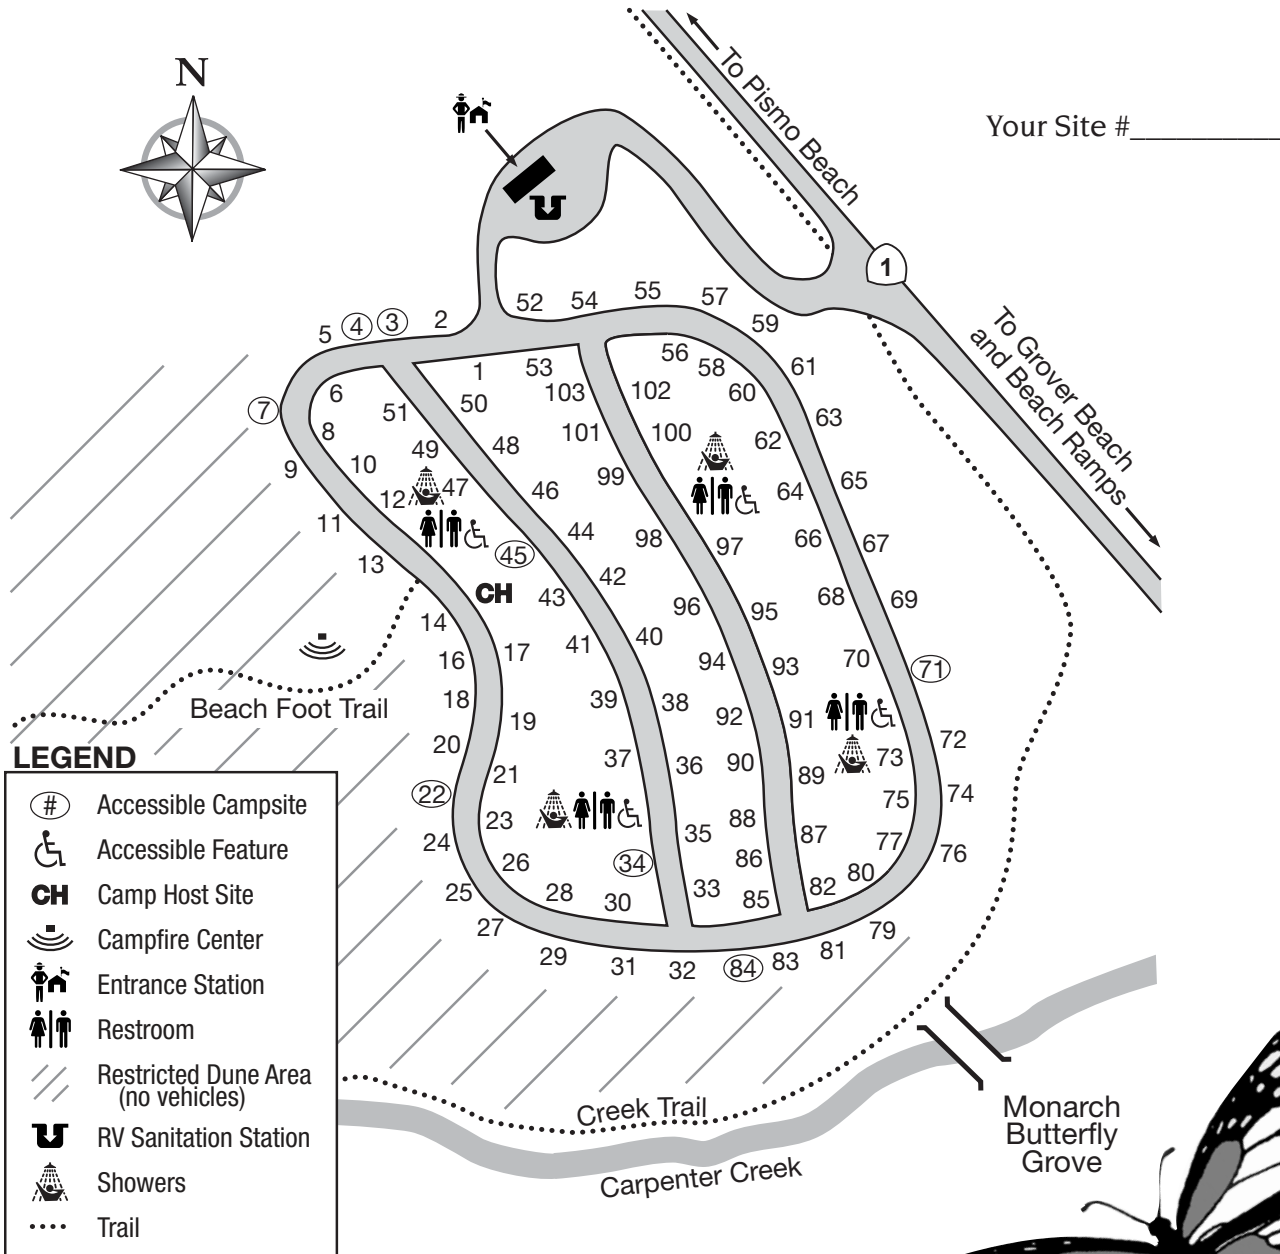 N
To Pismo Beach
Your Site #
1
To Grover Beach
and Beach Ramps
52 54 55 57
59
5 4 3 2
56
58
61
1 53
6
7
51 50
103 102
60
63
8
49 48
101 100
62
9
10
12 47 46
99
64 65
11
45 44
98 97
66 67
13
CH 43 42
96 95
68 69
14
17
41 40
94 93
70 71
16
18
19
39 38
92 91
Beach Foot Trail
20
21
37 36
90 89
73 72
22
23
35
88 87
75 74
24
26
34
86
77 76
25
28 30
33
85 82 80
27
29 31 32 84 83 81 79
LEGEND
# Accessible Campsite
Accessible Feature
CH Camp Host Site
Campfire Center
Entrance Station
Restroom
Restricted Dune Area
(no vehicles)
RV Sanitation Station
Showers
Trail
Creek Trail
Carpenter Creek
Monarch
Butterfly
Grove